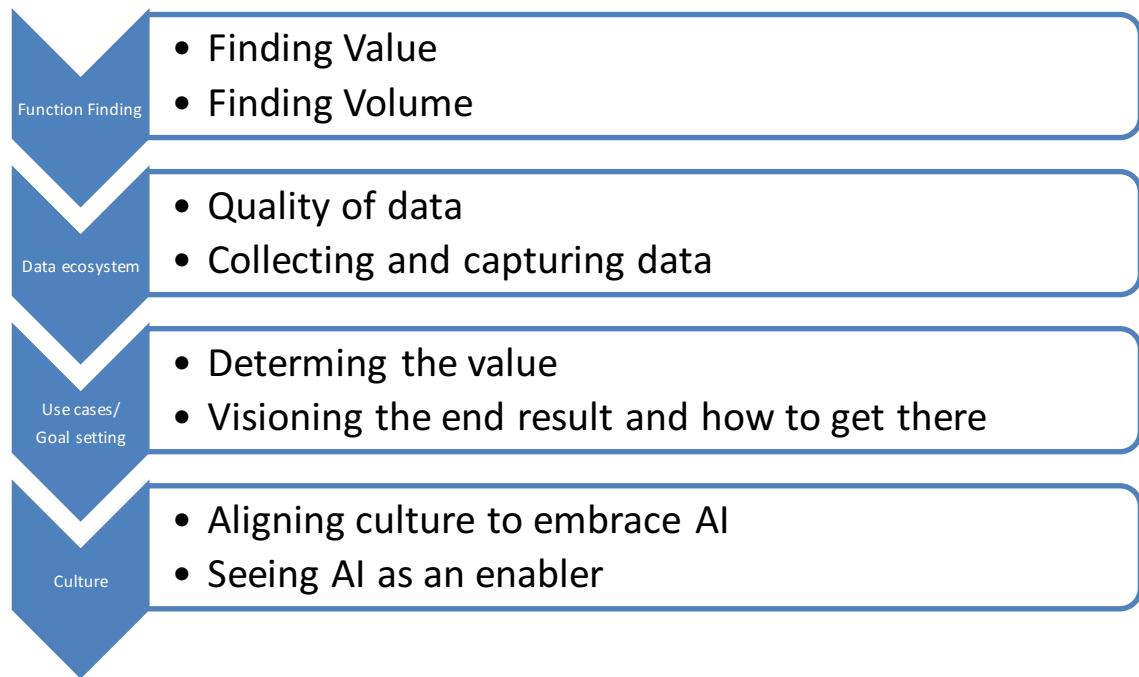 Function Finding
• Finding Value
• Finding Volume
Data ecosystem
• Quality of data
• Collecting and capturing data
Use cases/
Goal setting
• Determing the value
• Visioning the end result and how to get there
Culture
• Aligning culture to embrace AI
• Seeing AI as an enabler